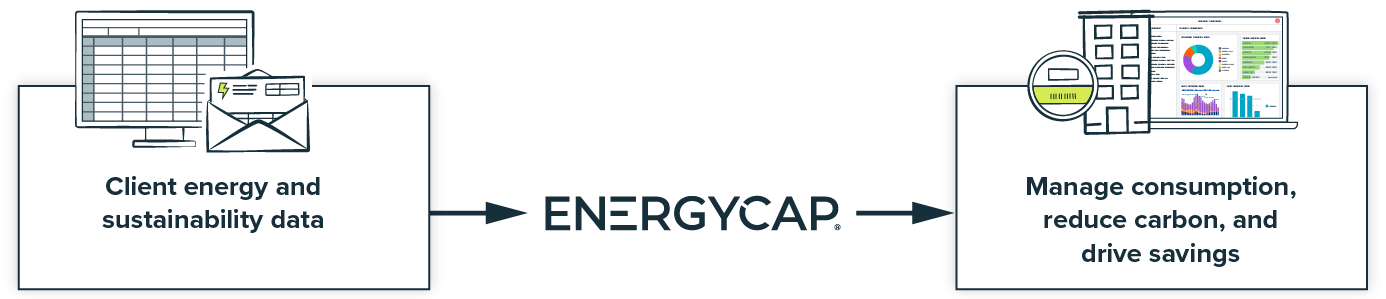 Client energy and
sustainability data
ENERGYCAP®
Manage consumption,
reduce carbon, and
drive savings